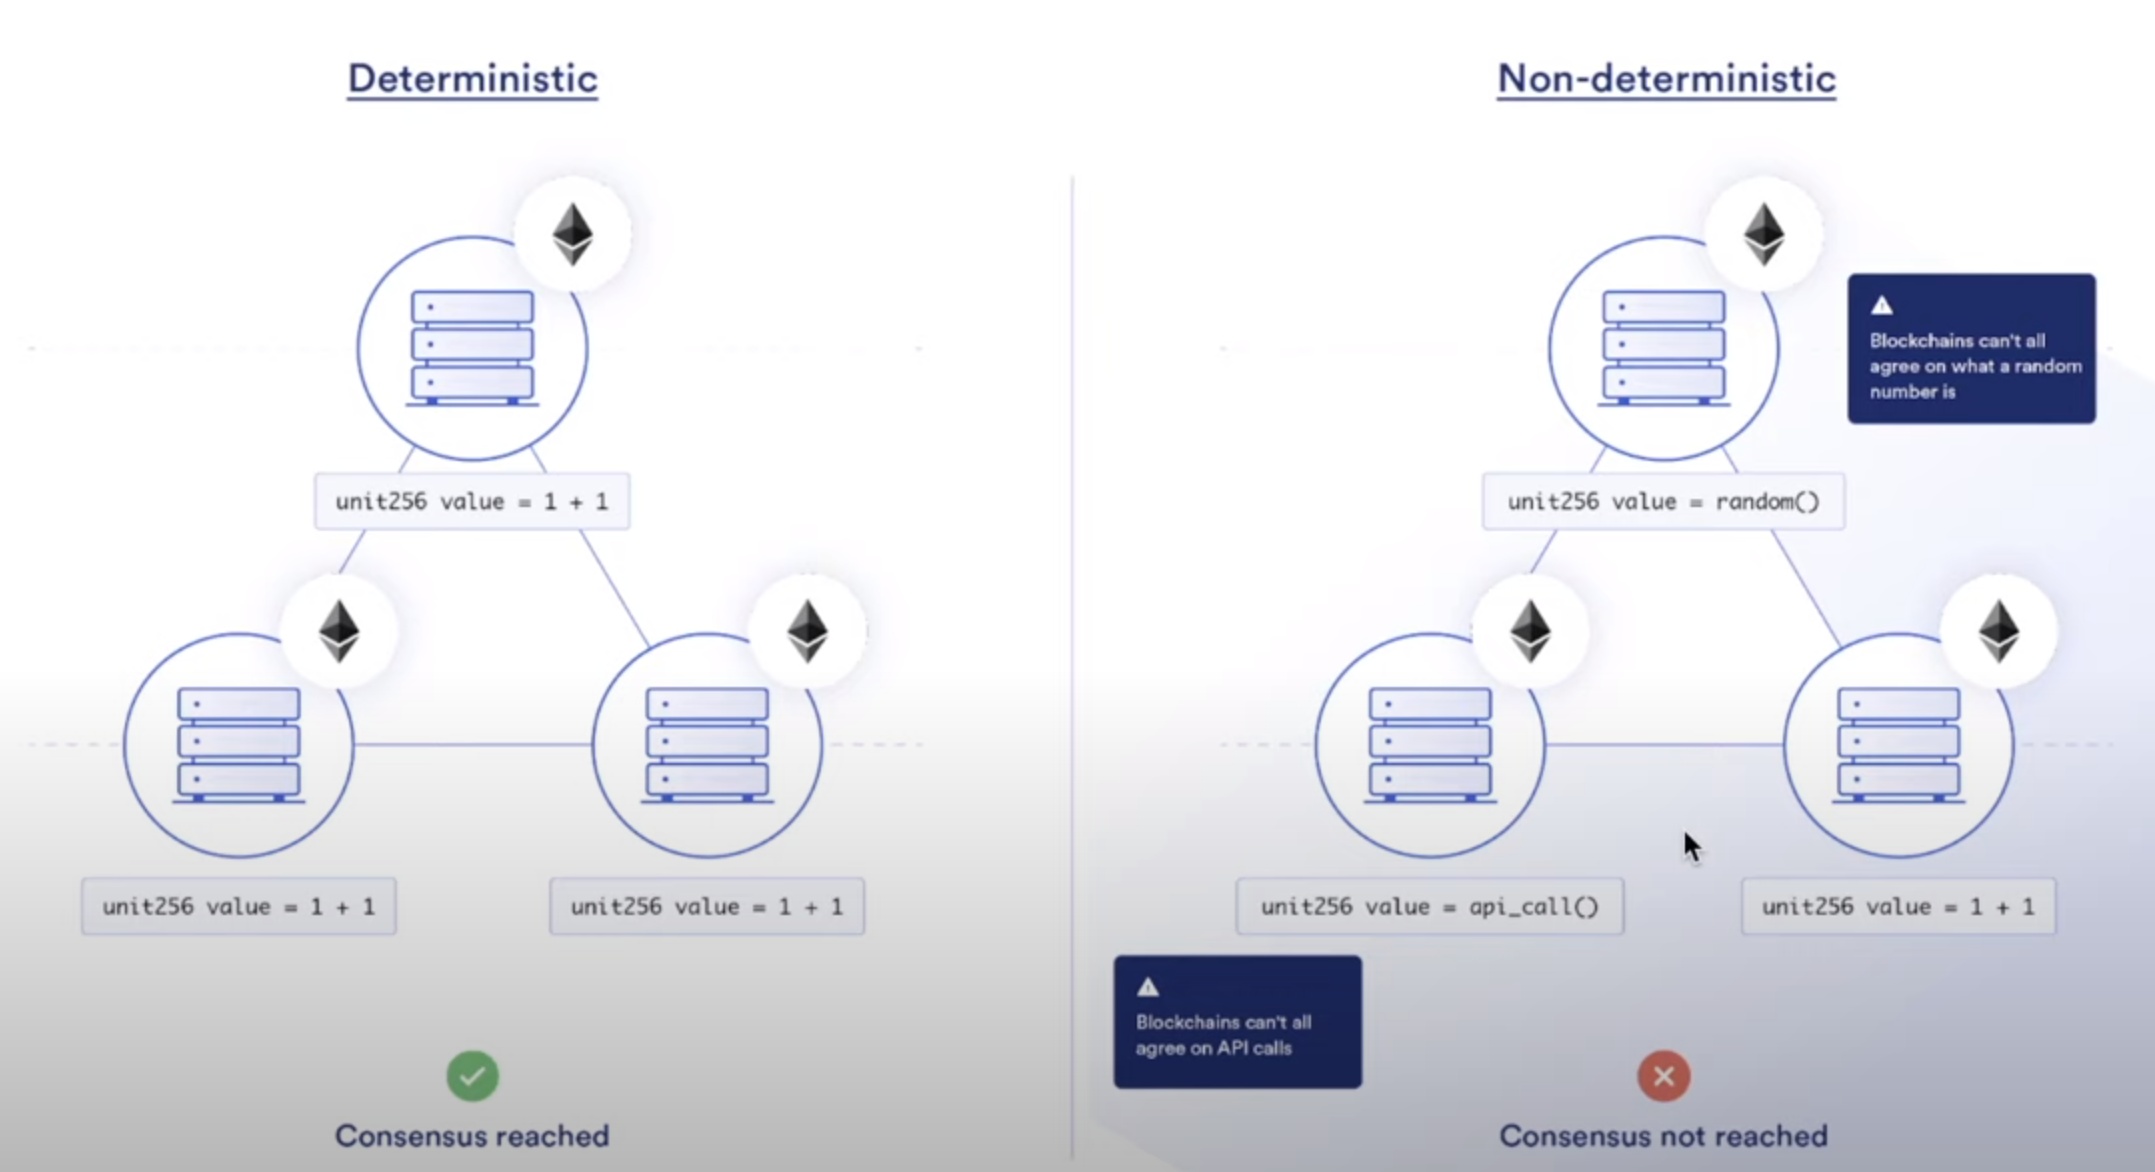 Deterministic
unit256 value = 1 + 1
unit256 value = 1 + 1
unit256 value = 1 + 1
Consensus reached
Non-deterministic
Blockchains can't all
agree on what a random
number is
unit256 value = random()
unit256 value = api_call()
unit256 value = 1 + 1
Blockchains can't all
agree on API calls
Consensus not reached